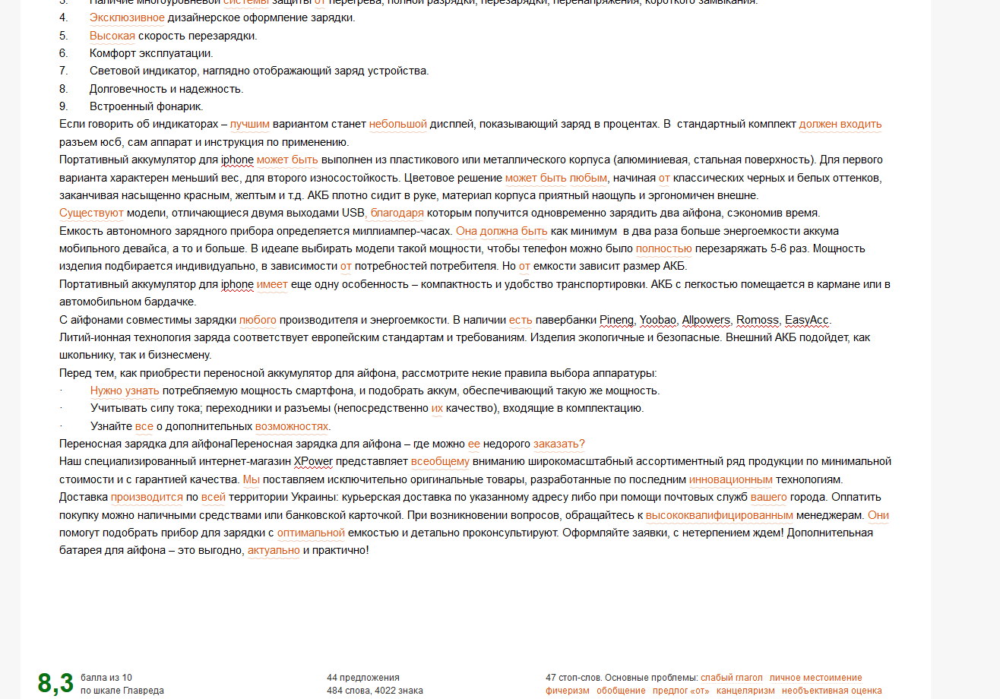 3. Наличие многоуровневой системы защиты от перегрева, полной разрядки, перезарядки, перенапряжения, короткого замыкания.
4. Эксклюзивное дизайнерское оформление зарядки.
5. Высокая скорость перезарядки.
6. Комфорт эксплуатации.
7. Световой индикатор, наглядно отображающий заряд устройства.
8. Долговечность и надежность.
9. Встроенный фонарик.
Если говорить об индикаторах – лучшим вариантом станет небольшой дисплей, показывающий заряд в процентах. В  стандартный комплект должен входить
разъем юсб, сам аппарат и инструкция по применению.
Портативный аккумулятор для iphone может быть выполнен из пластикового или металлического корпуса (алюминиевая, стальная поверхность). Для первого
варианта характерен меньший вес, для второго износостойкость. Цветовое решение может быть любым, начиная от классических черных и белых оттенков,
заканчивая насыщенно красным, желтым и т.д. АКБ плотно сидит в руке, материал корпуса приятный наощупь и эргономичен внешне.
Существуют модели, отличающиеся двумя выходами USB, благодаря которым получится одновременно зарядить два айфона, сэкономив время.
Емкость автономного зарядного прибора определяется миллиампер-часах. Она должна быть как минимум  в два раза больше энергоемкости аккума
мобильного девайса, а то и больше. В идеале выбирать модели такой мощности, чтобы телефон можно было полностью перезаряжать 5-6 раз. Мощность
изделия подбирается индивидуально, в зависимости от потребностей потребителя. Но от емкости зависит размер АКБ.
Портативный аккумулятор для iphone имеет еще одну особенность – компактность и удобство транспортировки. АКБ с легкостью помещается в кармане или в
автомобильном бардачке.
С айфонами совместимы зарядки любого производителя и энергоемкости. В наличии есть павербанки Pineng, Yoobao, Allpowers, Romoss, EasyAcc.
Литий-ионная технология заряда соответствует европейским стандартам и требованиям. Изделия экологичные и безопасные. Внешний АКБ подойдет, как
школьнику, так и бизнесмену.
Перед тем, как приобрести переносной аккумулятор для айфона, рассмотрите некие правила выбора аппаратуры:
· Нужно узнать потребляемую мощность смартфона, и подобрать аккум, обеспечивающий такую же мощность.
· Учитывать силу тока; переходники и разъемы (непосредственно их качество), входящие в комплектацию.
· Узнайте все о дополнительных возможностях.
Переносная зарядка для айфонаПереносная зарядка для айфона – где можно ее недорого заказать?
Наш специализированный интернет-магазин XPower представляет всеобщему вниманию широкомасштабный ассортиментный ряд продукции по минимальной
стоимости и с гарантией качества. Мы поставляем исключительно оригинальные товары, разработанные по последним инновационным технологиям.
Доставка производится по всей территории Украины: курьерская доставка по указанному адресу либо при помощи почтовых служб вашего города. Оплатить
покупку можно наличными средствами или банковской карточкой. При возникновении вопросов, обращайтесь к высококвалифицированным менеджерам. Они
помогут подобрать прибор для зарядки с оптимальной емкостью и детально проконсультируют. Оформляйте заявки, с нетерпением ждем! Дополнительная
батарея для айфона – это выгодно, актуально и практично!
8,3 балла из 10 44 предложения 47 стоп-слов. Основные проблемы: слабый глагол личное местоимение
по шкале Главреда 484 слова, 4022 знака фичеризм обобщение предлог «от» канцеляризм необъективная оценка